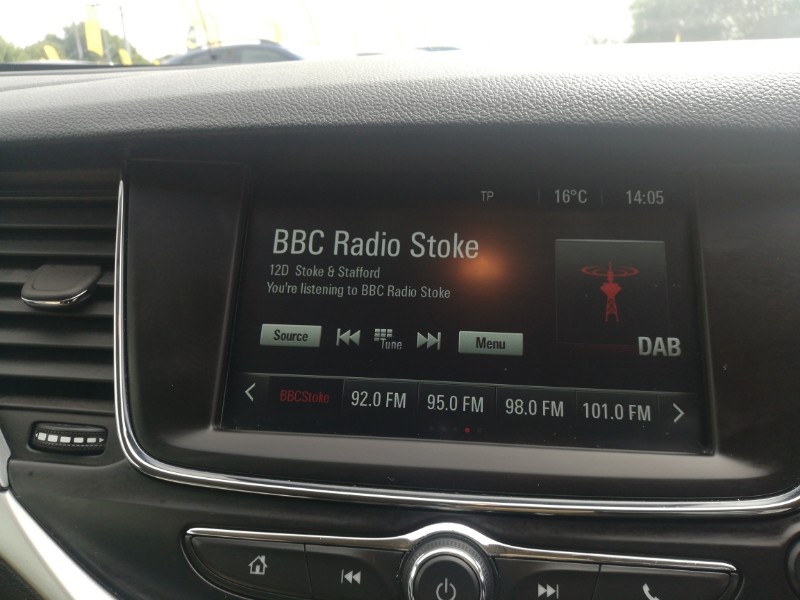 TP 16°C 14:05
BBC Radio Stoke
12D Stoke & Stafford
You're listening to BBC Radio Stoke
DAB
Source Tune Menu
BBCStoke 92.0 FM 95.0 FM 98.0 FM 101.0 FM